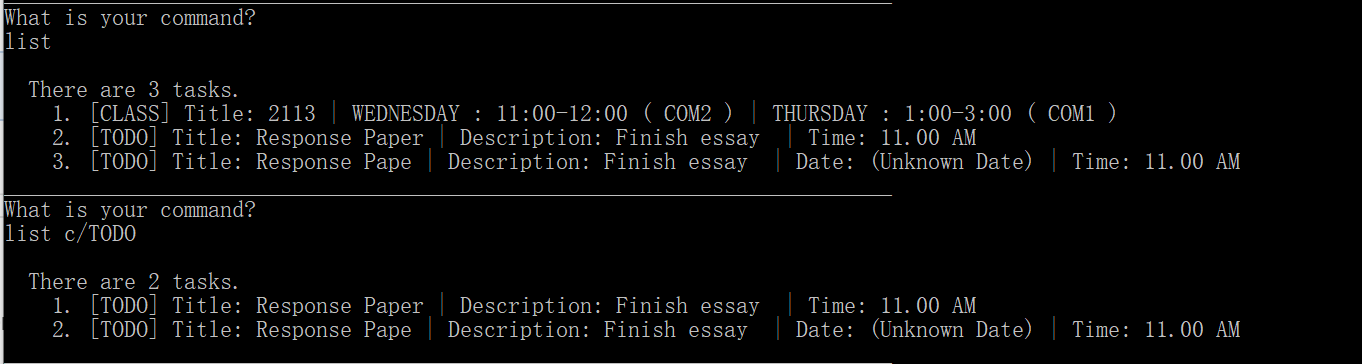 What is your command?
list
There are 3 tasks.
1. [CLASS] Title: 2113 | WEDNESDAY : 11:00-12:00 ( COM2 ) | THURSDAY : 1:00-3:00 ( COM1 )
2. [TODO] Title: Response Paper | Description: Finish essay  | Time: 11.00 AM
3. [TODO] Title: Response Pape | Description: Finish essay  | Date: (Unknown Date) | Time: 11.00 AM
What is your command?
list c/TODO
There are 2 tasks.
1. [TODO] Title: Response Paper | Description: Finish essay  | Time: 11.00 AM
2. [TODO] Title: Response Pape | Description: Finish essay  | Date: (Unknown Date) | Time: 11.00 AM